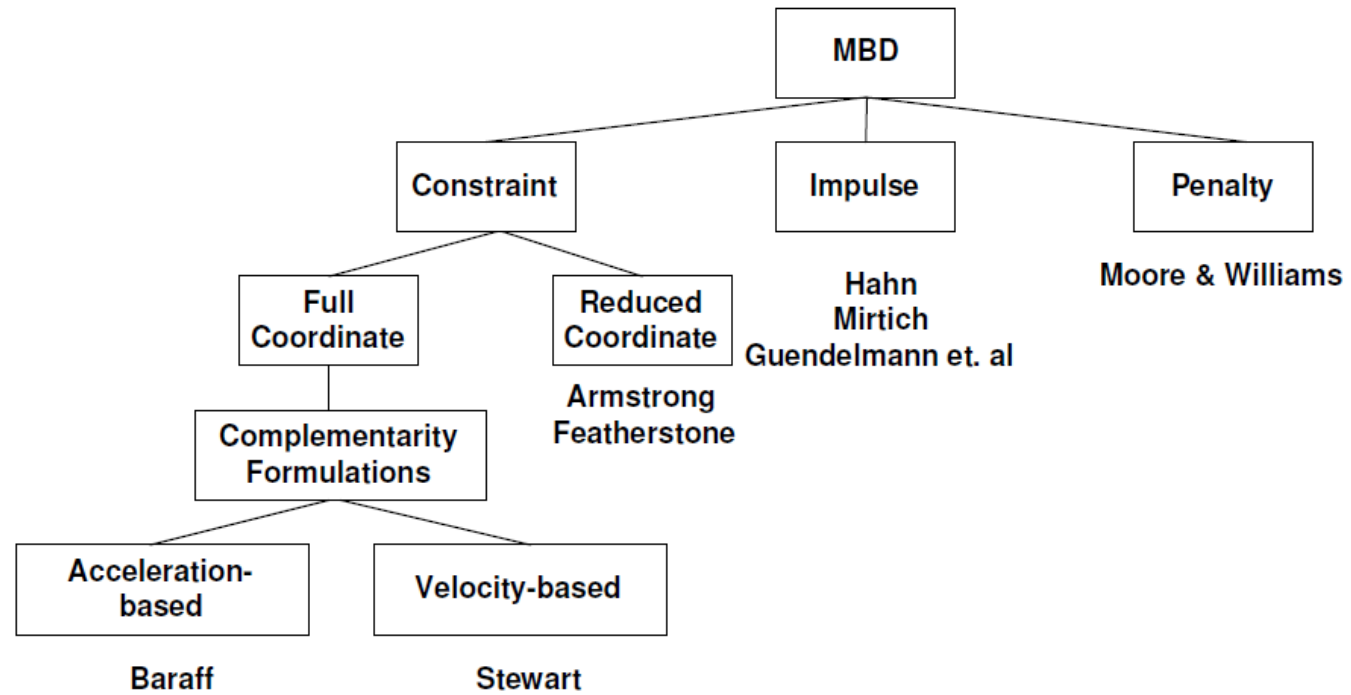 MBD
Constraint
Impulse
Penalty
Moore & Williams
Full
Coordinate
Reduced
Coordinate
Hahn
Mirtich
Guendelmann et. al
Armstrong
Featherstone
Complementarity
Formulations
Acceleration-
based
Velocity-based
Baraff
Stewart